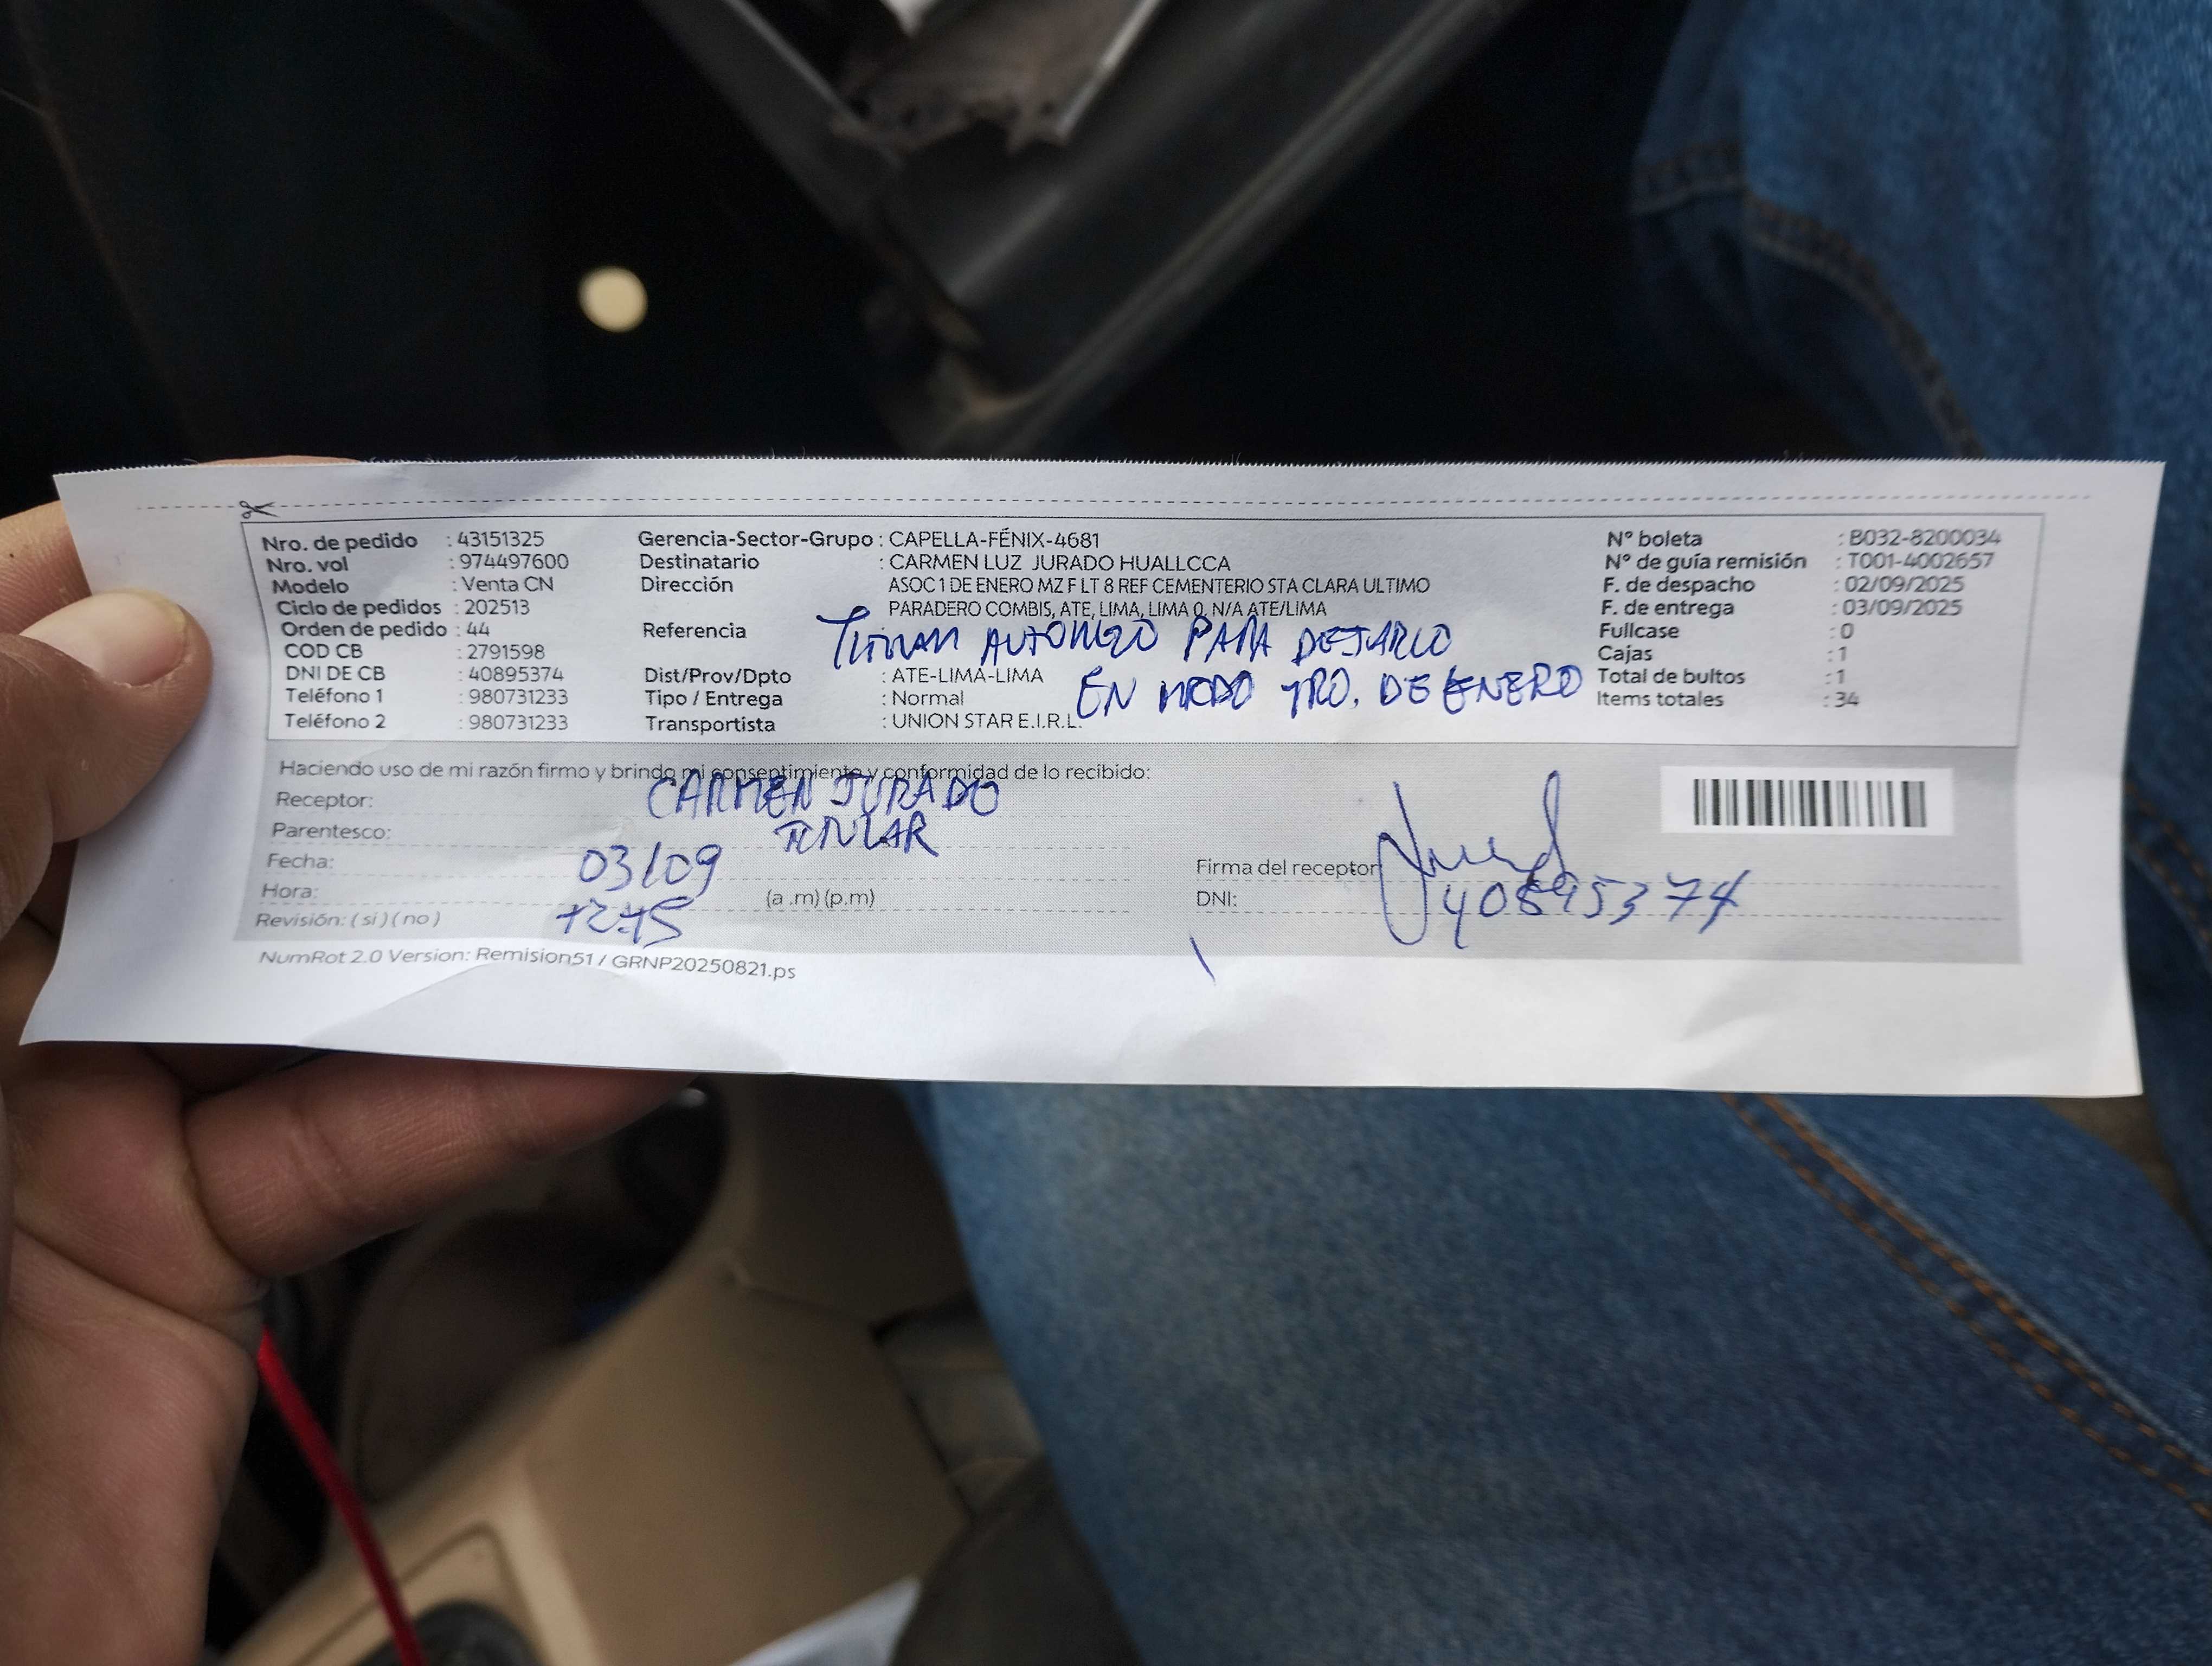 Nro. de pedido : 43151325 Gerencia-Sector-Grupo : CAPELLA-FÉNIX-4681 N° boleta : B032-8200034
Nro. vol : 974497600 Destinatario : CARMEN LUZ JURADO HUALLCCA N° de guía remisión : T001-4002657
Modelo : Venta CN Dirección ASOC 1 DE ENERO MZ F LT 8 REF CEMENTERIO STA CLARA ULTIMO F. de despacho : 02/09/2025
Ciclo de pedidos : 202513 PARADERO COMBIS, ATE, LIMA, LIMA 0, N/A ATE/LIMA F. de entrega : 03/09/2025
Orden de pedido : 44 Referencia PARA DEJARLO Fullcase : 0
COD CB : 2791598 Cajas : 1
DNI DE CB : 40895374 Dist/Prov/Dpto : ATE-LIMA-LIMA EN 1RO. DE ENERO Total de bultos : 1
Teléfono 1 : 980731233 Tipo / Entrega : Normal Items totales : 34
Teléfono 2 : 980731233 Transportista : UNION STAR E.I.R.L.
Haciendo uso de mi razón firmo y brindo mi consentimiento y conformidad de lo recibido:
Receptor: CARMEN JURADO
Parentesco: TITULAR
Fecha: 03/09 Firma del receptor
Hora: 12:15 (a .m) (p.m) DNI: 40895374
Revisión: ( si ) ( no )
NumRot 2.0 Version: Remision51 / GRNP20250821.ps